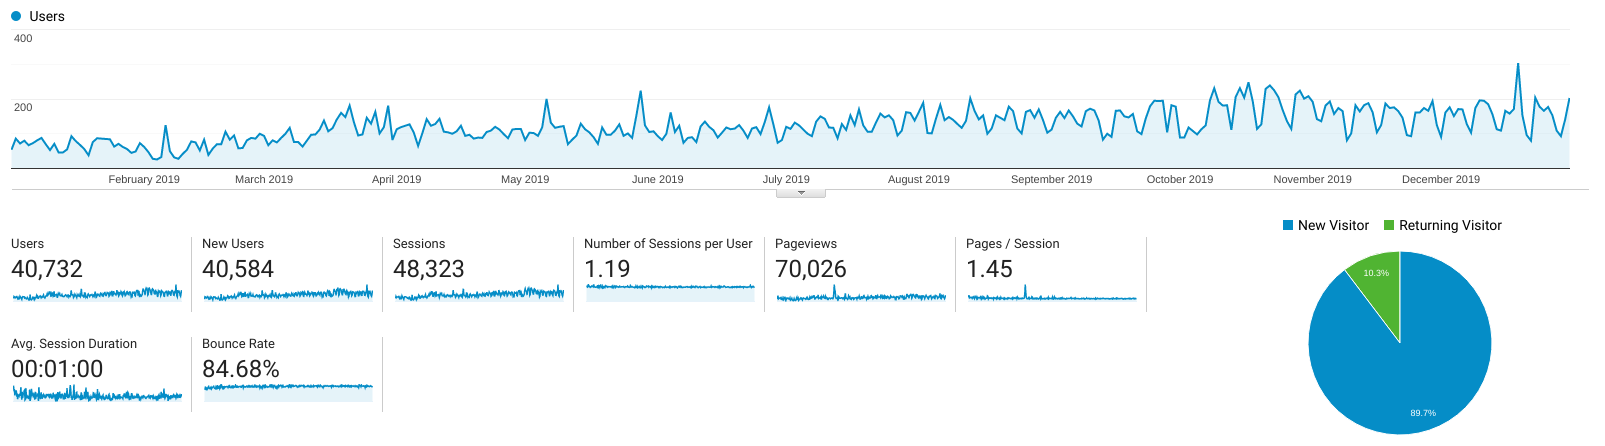 Users
400
200
February 2019 March 2019 April 2019 May 2019 June 2019 July 2019 August 2019 September 2019 October 2019 November 2019 December 2019
New Visitor Returning Visitor
Users New Users Sessions Number of Sessions per User Pageviews Pages / Session
40,732 40,584 48,323 1.19 70,026 1.45
10.3%
Avg. Session Duration Bounce Rate
00:01:00 84.68%
89.7%